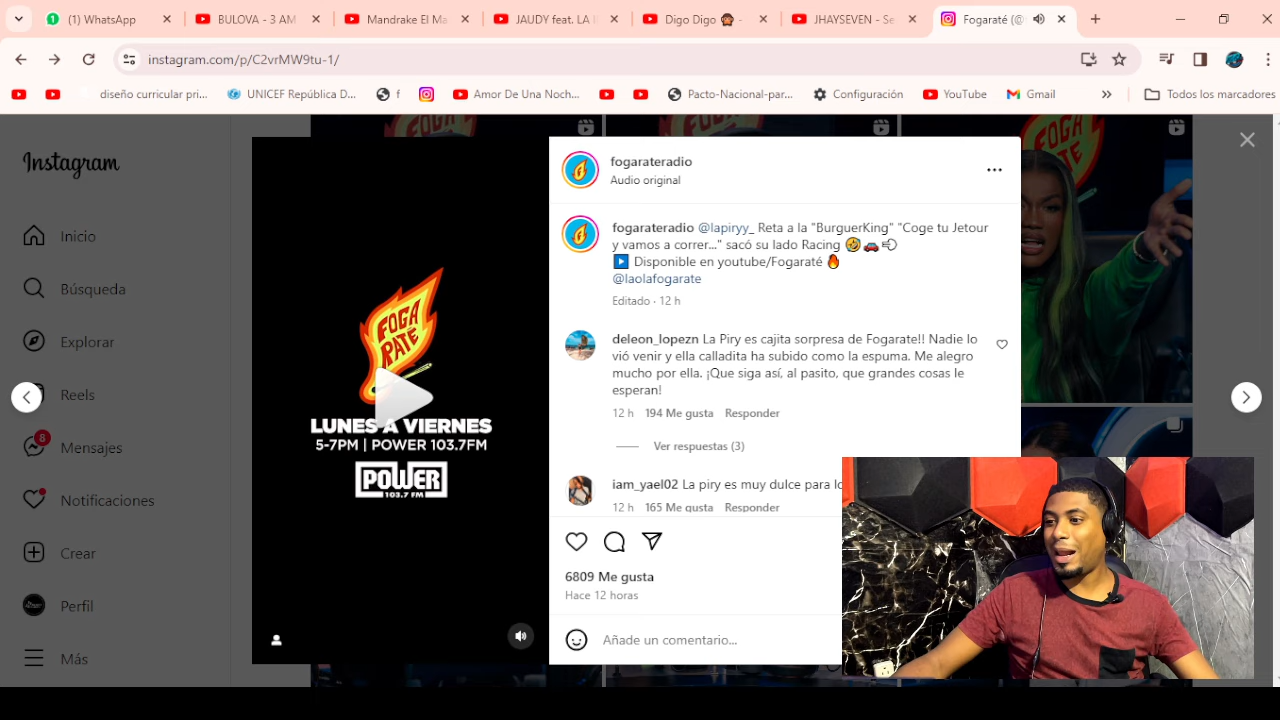 (1) WhatsApp
BULOVA - 3 AM
Mandrake El Ma
JAUDY feat. LA
Digo Digo 🙊 -
JHAYSEVEN - Se
Fogaraté (@
instagram.com/p/C2vrMW9tu-1/
diseño curricular pri...
UNICEF República D...
f
Amor De Una Noch...
Pacto-Nacional-par...
Configuración
YouTube
Gmail
Todos los marcadores
Instagram
Inicio
Búsqueda
Explorar
Reels
8
Mensajes
Notificaciones
Crear
Perfil
Más
FOGA
RATÉ
LUNES A VIERNES
5-7PM | POWER 103.7FM
POWER
103.7 FM
FOGA
RATE
fogarateradio
Audio original
fogarateradio @lapiryy_ Reta a la "BurguerKing" "Coge tu Jetour
y vamos a correr..." sacó su lado Racing 🤣🚗💨
▶️ Disponible en youtube/Fogaraté 🔥
@laolafogarate
Editado · 12 h
deleon_lopezn La Piry es cajita sorpresa de Fogarate!! Nadie lo
vió venir y ella calladita ha subido como la espuma. Me alegro
mucho por ella. ¡Que siga así, al pasito, que grandes cosas le
esperan!
12 h 194 Me gusta Responder
Ver respuestas (3)
iam_yael02 La piry es muy dulce para
12 h 165 Me gusta Responder
6809 Me gusta
Hace 12 horas
Añade un comentario...